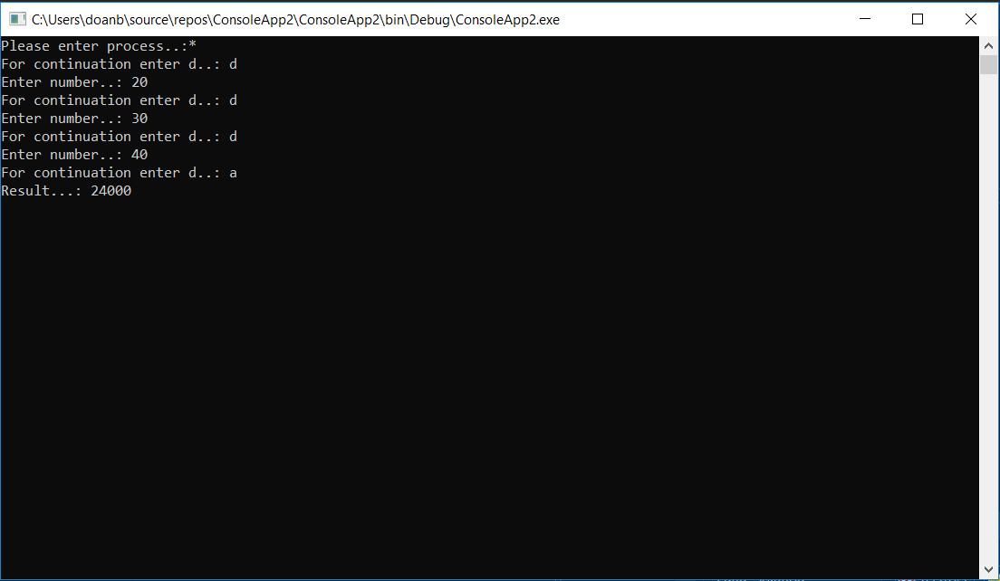 C:\Users\doanb\source\repos\ConsoleApp2\ConsoleApp2\bin\Debug\ConsoleApp2.exe
Please enter process..:*
For continuation enter d..: d
Enter number..: 20
For continuation enter d..: d
Enter number..: 30
For continuation enter d..: d
Enter number..: 40
For continuation enter d..: a
Result...: 24000